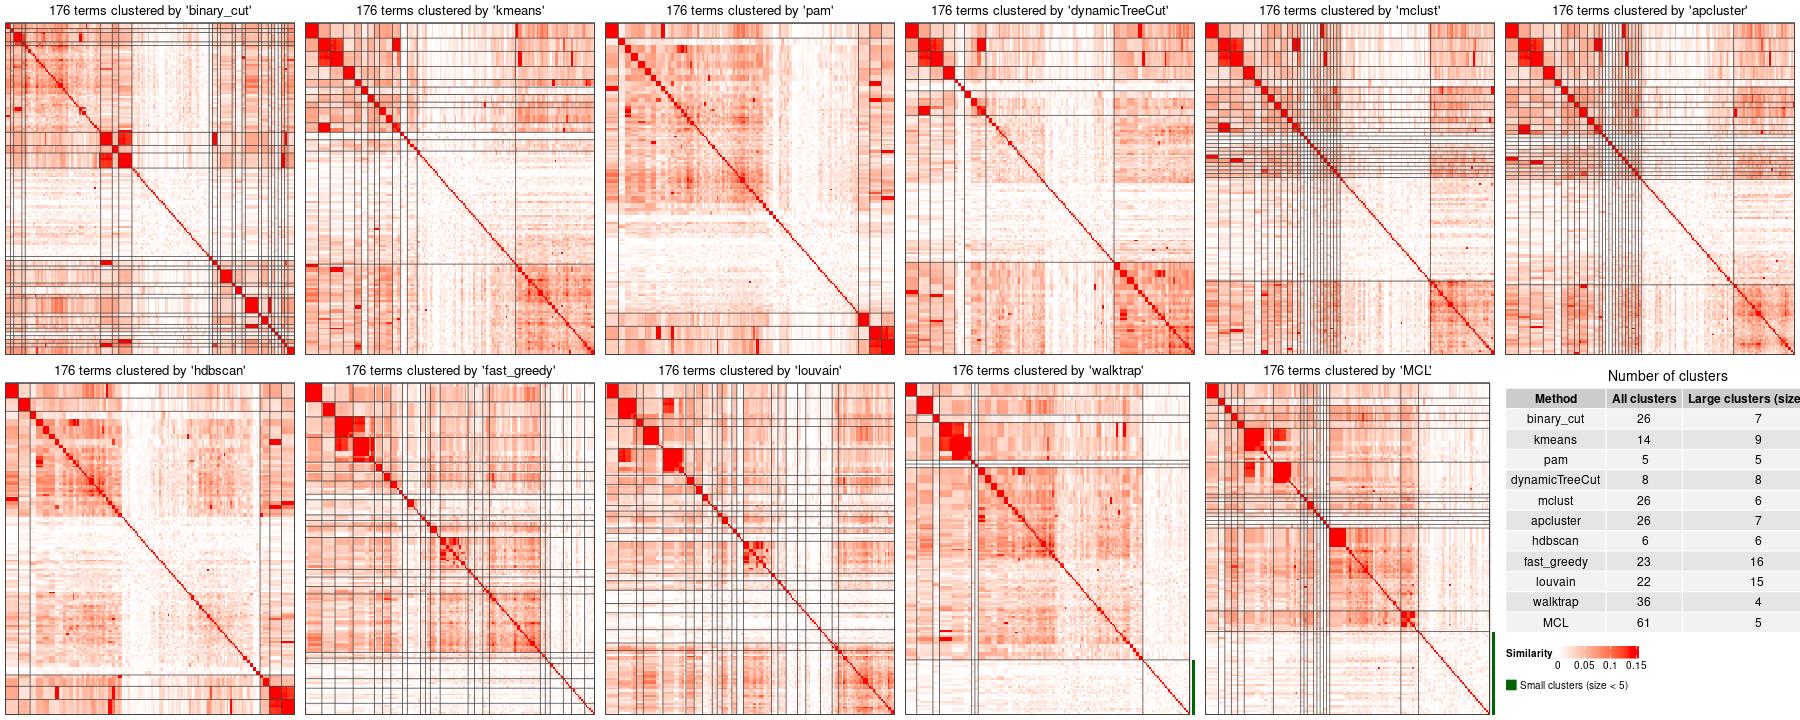 176 terms clustered by 'binary_cut'
176 terms clustered by 'kmeans'
176 terms clustered by 'pam'
176 terms clustered by 'dynamicTreeCut'
176 terms clustered by 'mclust'
176 terms clustered by 'apcluster'
176 terms clustered by 'hdbscan'
176 terms clustered by 'fast_greedy'
176 terms clustered by 'louvain'
176 terms clustered by 'walktrap'
176 terms clustered by 'MCL'
Number of clusters
Method All clusters Large clusters (size
binary_cut 26 7
kmeans 14 9
pam 5 5
dynamicTreeCut 8 8
mclust 26 6
apcluster 26 7
hdbscan 6 6
fast_greedy 23 16
louvain 22 15
walktrap 36 4
MCL 61 5
Similarity
0 0.05 0.1 0.15
Small clusters (size < 5)